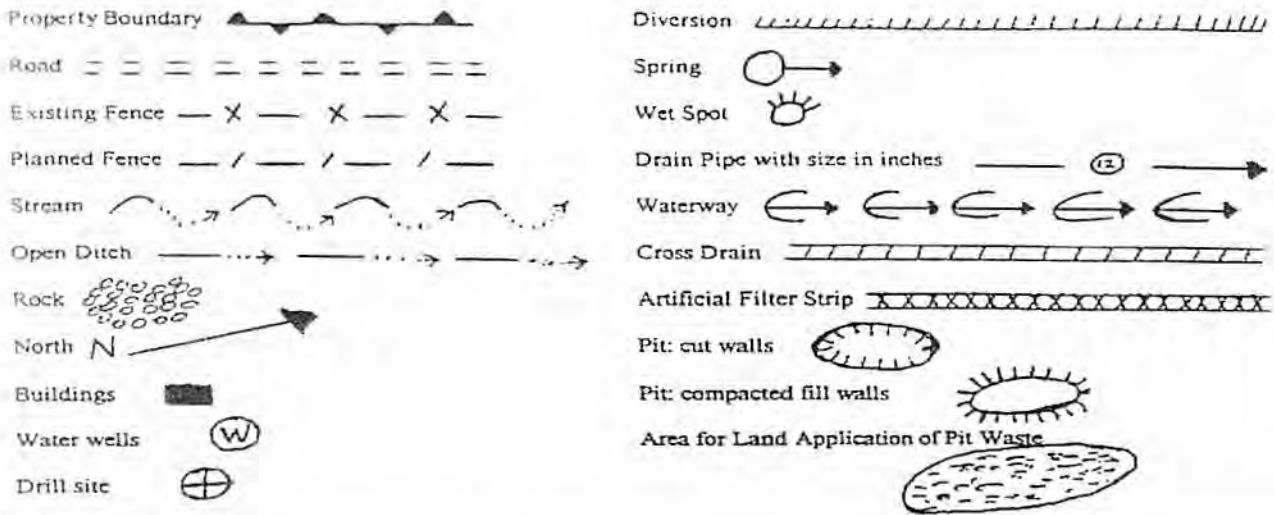 Property Boundary
Road
Existing Fence
Planned Fence
Stream
Open Ditch
Rock
North N
Buildings
Water wells W
Drill site
Diversion
Spring
Wet Spot
Drain Pipe with size in inches 12
Waterway
Cross Drain
Artificial Filter Strip
Pit: cut walls
Pit: compacted fill walls
Area for Land Application of Pit Waste